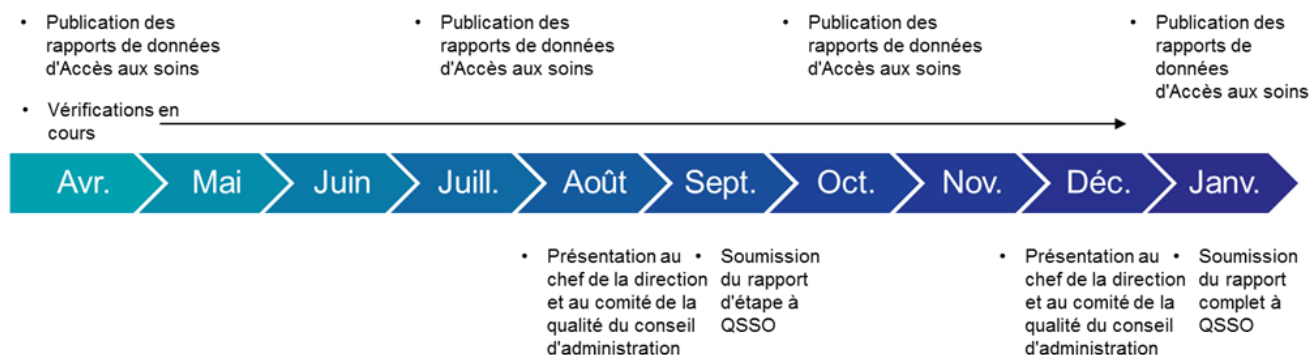 • Publication des
rapports de données
d'Accès aux soins
• Vérifications en
cours
• Publication des
rapports de données
d'Accès aux soins
• Publication des
rapports de données
d'Accès aux soins
• Publication des
rapports de
données
d'Accès aux soins
Avr.
Mai
Juin
Juill.
Août
Sept.
Oct.
Nov.
Déc.
Janv.
• Présentation au
chef de la direction
et au comité de la
qualité du conseil
d'administration
• Soumission
du rapport
d'étape à
QSSO
• Présentation au
chef de la direction
et au comité de la
qualité du conseil
d'administration
• Soumission
du rapport
complet à
QSSO